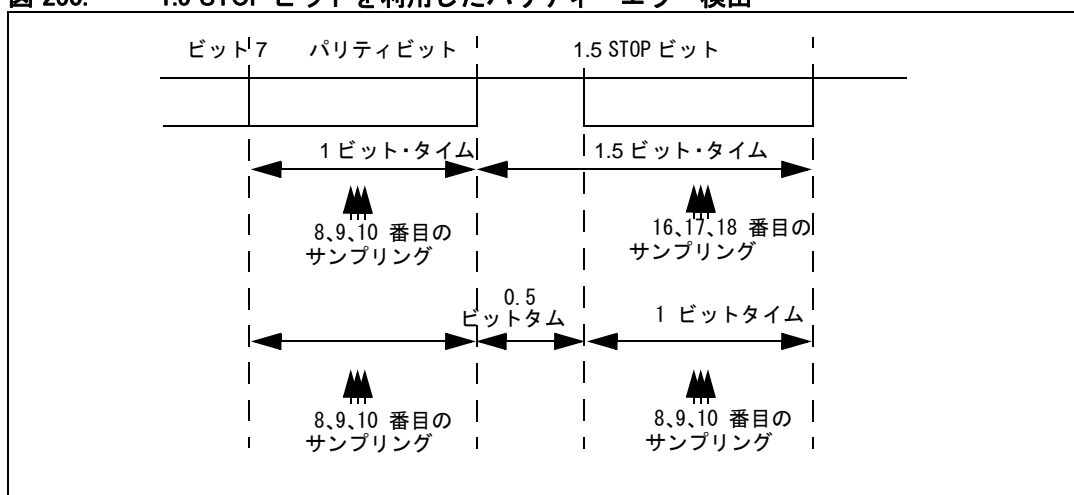 ビット7 パリティビット 1.5 STOP ビット
1 ビット・タイム 1.5 ビット・タイム
8、9、10 番目の
サンプリング
16、17、18 番目の
サンプリング
0.5
ビットタム
1 ビットタイム
8、9、10 番目の
サンプリング
8、9、10 番目の
サンプリング